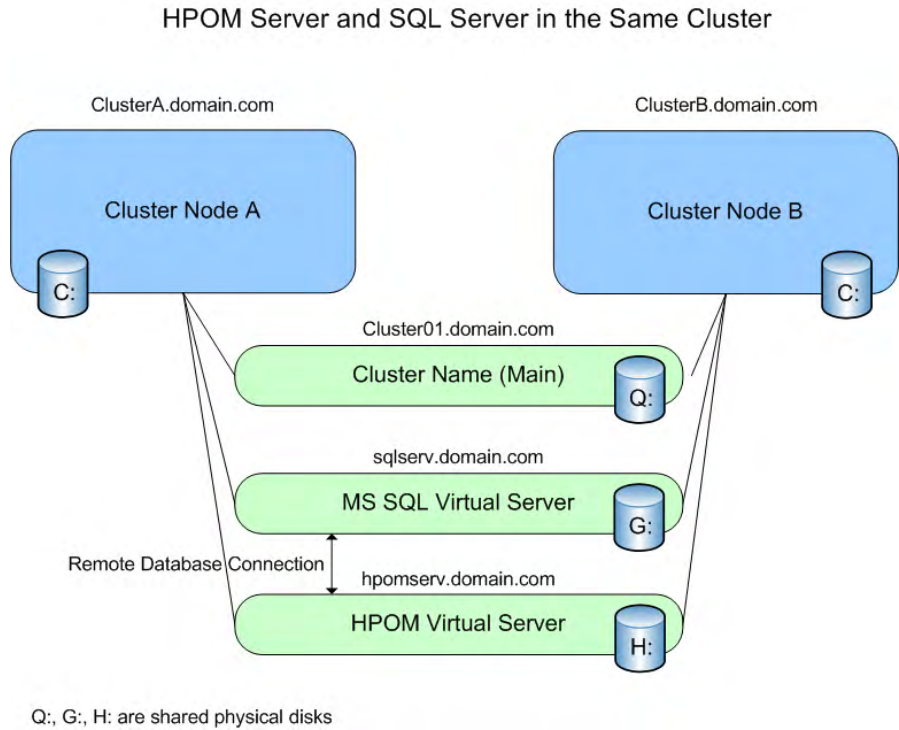 HPOM Server and SQL Server in the Same Cluster
ClusterA.domain.com
ClusterB.domain.com
Cluster Node A
Cluster Node B
C:
C:
Cluster01.domain.com
Cluster Name (Main)
Q:
sqlserv.domain.com
MS SQL Virtual Server
G:
Remote Database Connection
hpomserv.domain.com
HPOM Virtual Server
H:
Q:, G:, H: are shared physical disks